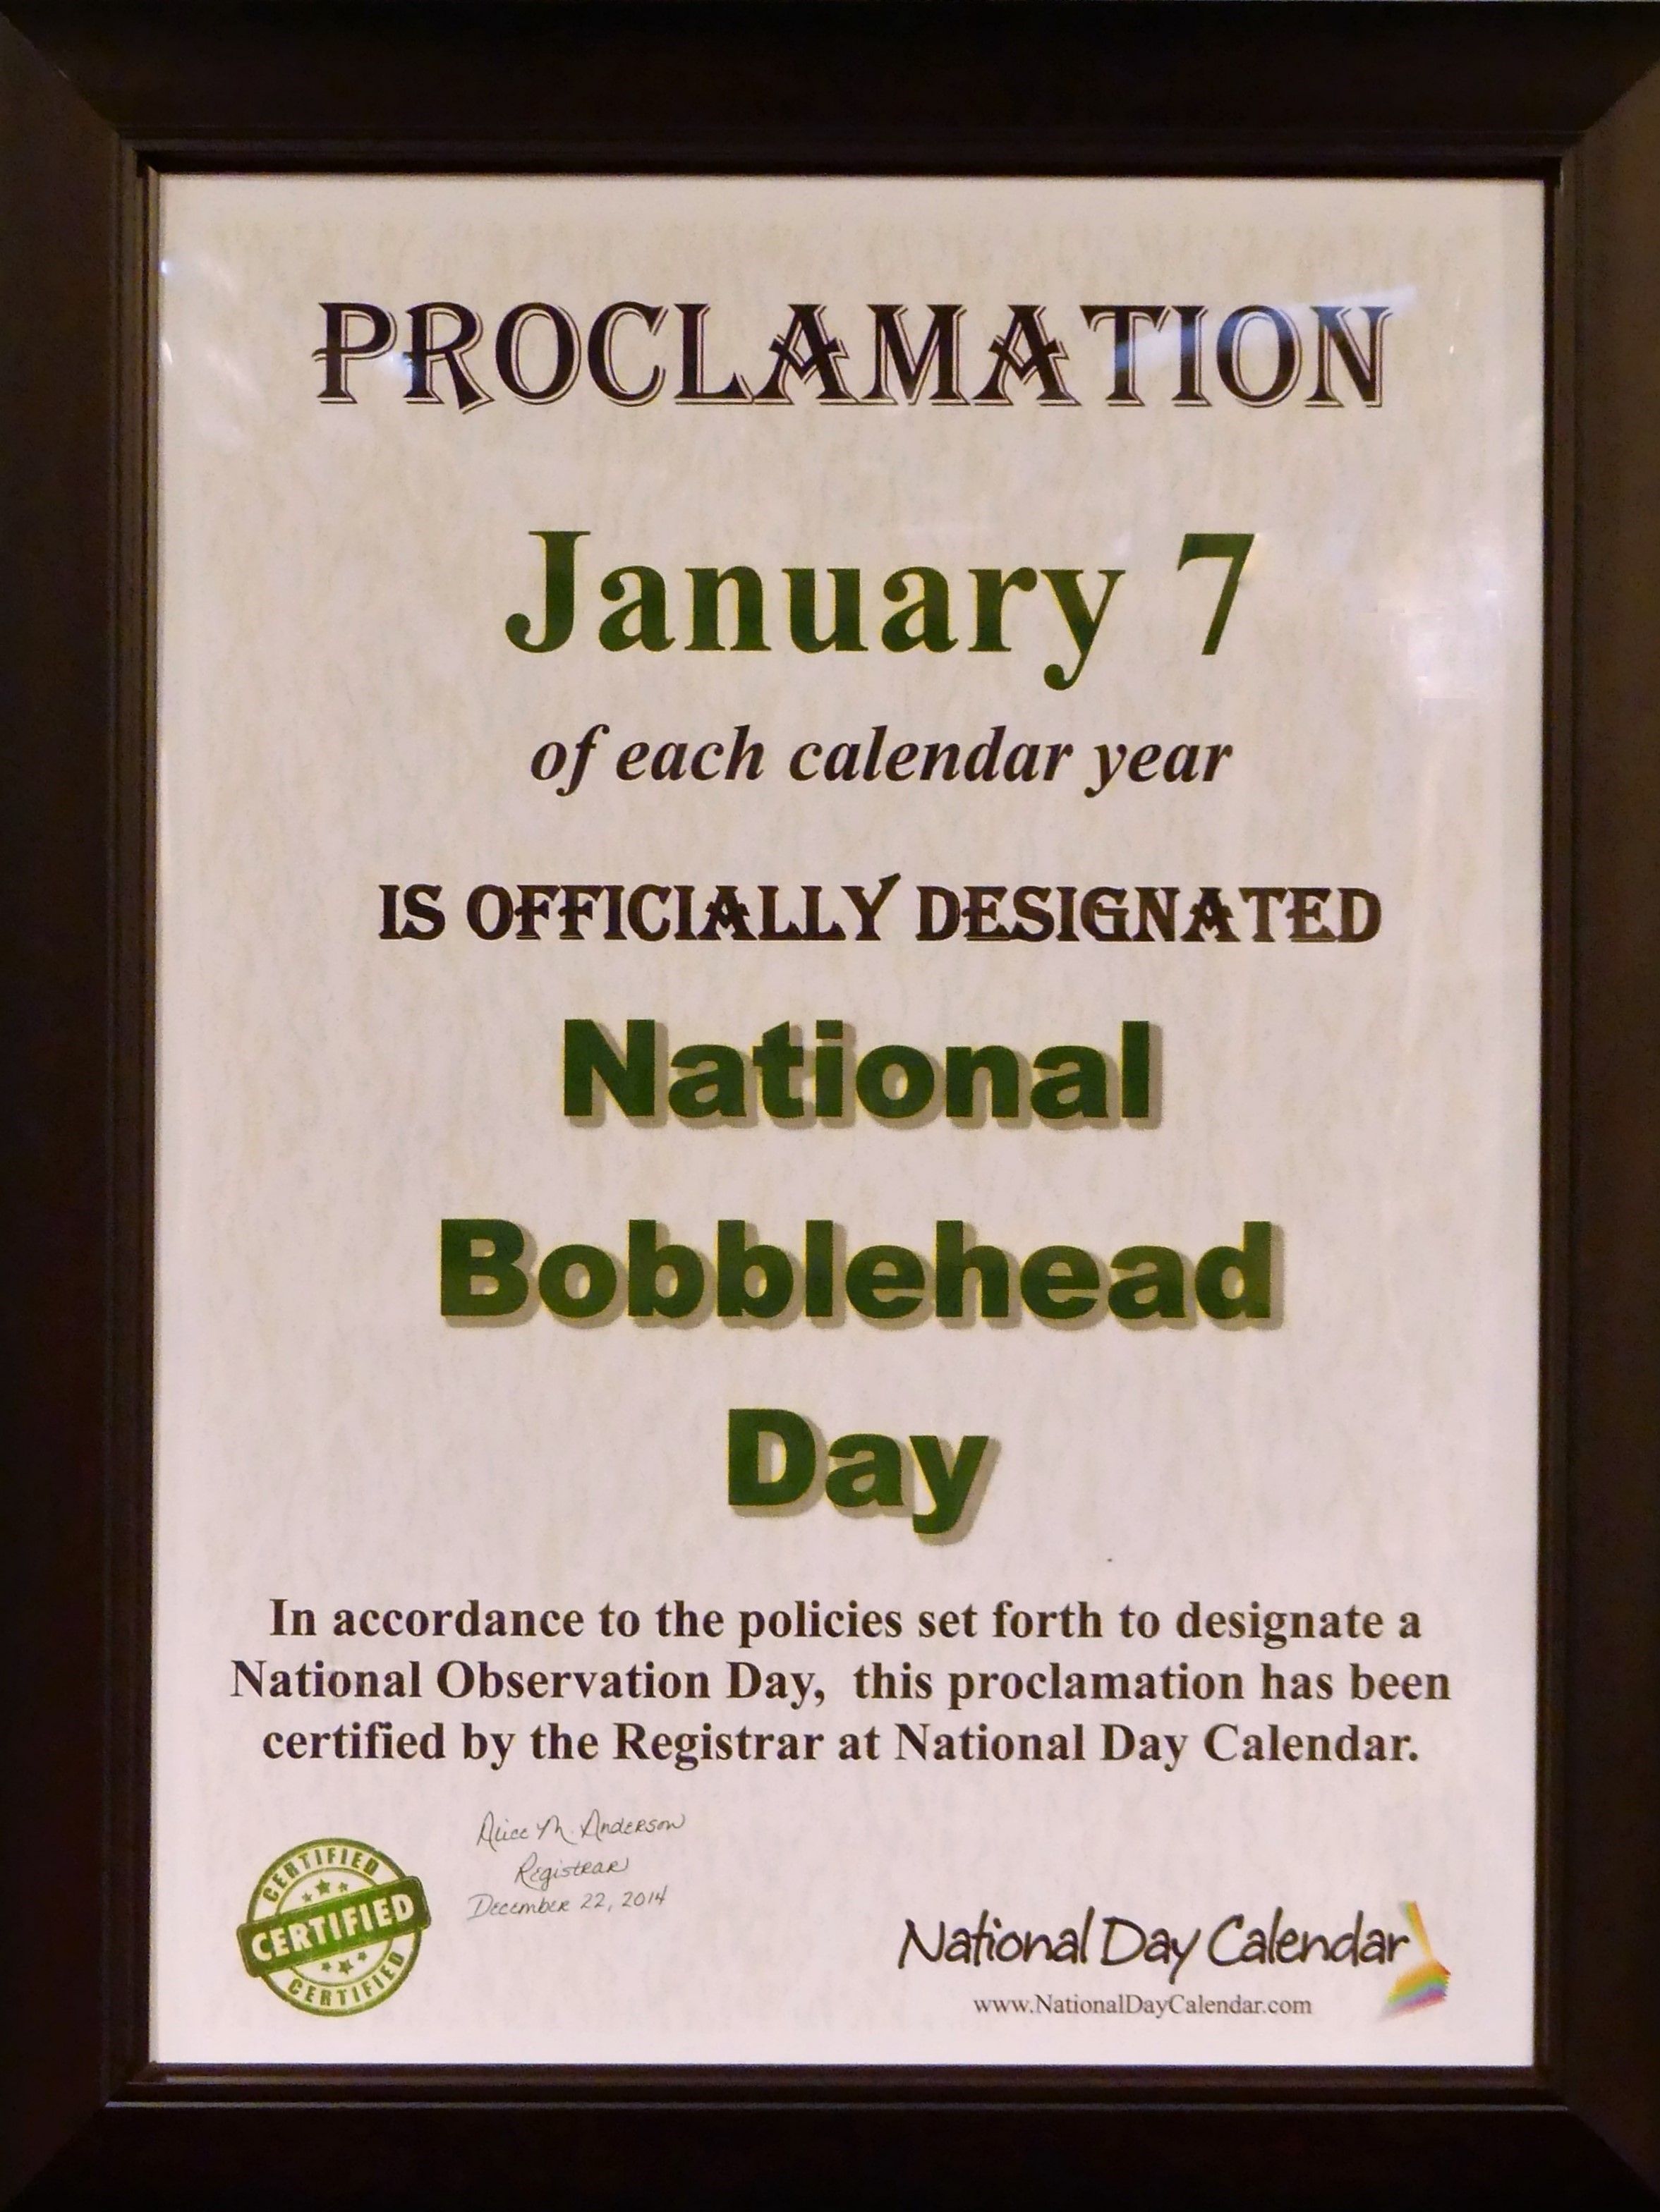 PROCLAMATION
January 7
of each calendar year
IS OFFICIALLY DESIGNATED
National
Bobblehead
Day
In accordance to the policies set forth to designate a
National Observation Day, this proclamation has been
certified by the Registrar at National Day Calendar.
Alice M. Anderson
Registrar
December 22, 2014
CERTIFIED
CERTIFIED
CERTIFIED
National Day Calendar
www.NationalDayCalendar.com